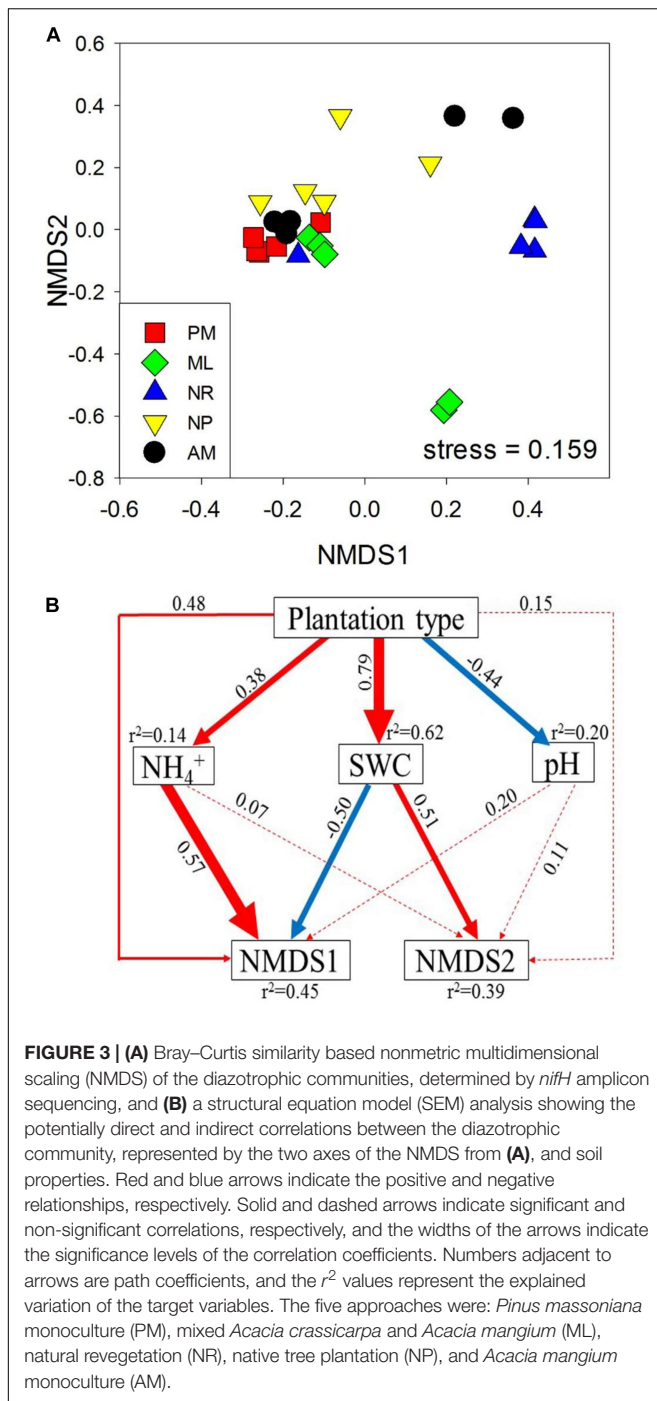 A
0.6
0.4
0.2
0.0
-0.2
-0.4
-0.6
-0.8
NMDS2
PM
ML
NR
NP
AM
stress = 0.159
-0.6 -0.4 -0.2 0.0 0.2 0.4
NMDS1
B
0.48
Plantation type
0.15
0.38
0.79
-0.44
r²=0.14
r²=0.62
r²=0.20
NH₄⁺
SWC
pH
0.57
0.07
-0.50
0.51
0.20
0.11
NMDS1
NMDS2
r²=0.45
r²=0.39
FIGURE 3 | (A) Bray–Curtis similarity based nonmetric multidimensional
scaling (NMDS) of the diazotrophic communities, determined by nifH amplicon
sequencing, and (B) a structural equation model (SEM) analysis showing the
potentially direct and indirect correlations between the diazotrophic
community, represented by the two axes of the NMDS from (A), and soil
properties. Red and blue arrows indicate the positive and negative
relationships, respectively. Solid and dashed arrows indicate significant and
non-significant correlations, respectively, and the widths of the arrows indicate
the significance levels of the correlation coefficients. Numbers adjacent to
arrows are path coefficients, and the r² values represent the explained
variation of the target variables. The five approaches were: Pinus massoniana
monoculture (PM), mixed Acacia crassicarpa and Acacia mangium (ML),
natural revegetation (NR), native tree plantation (NP), and Acacia mangium
monoculture (AM).